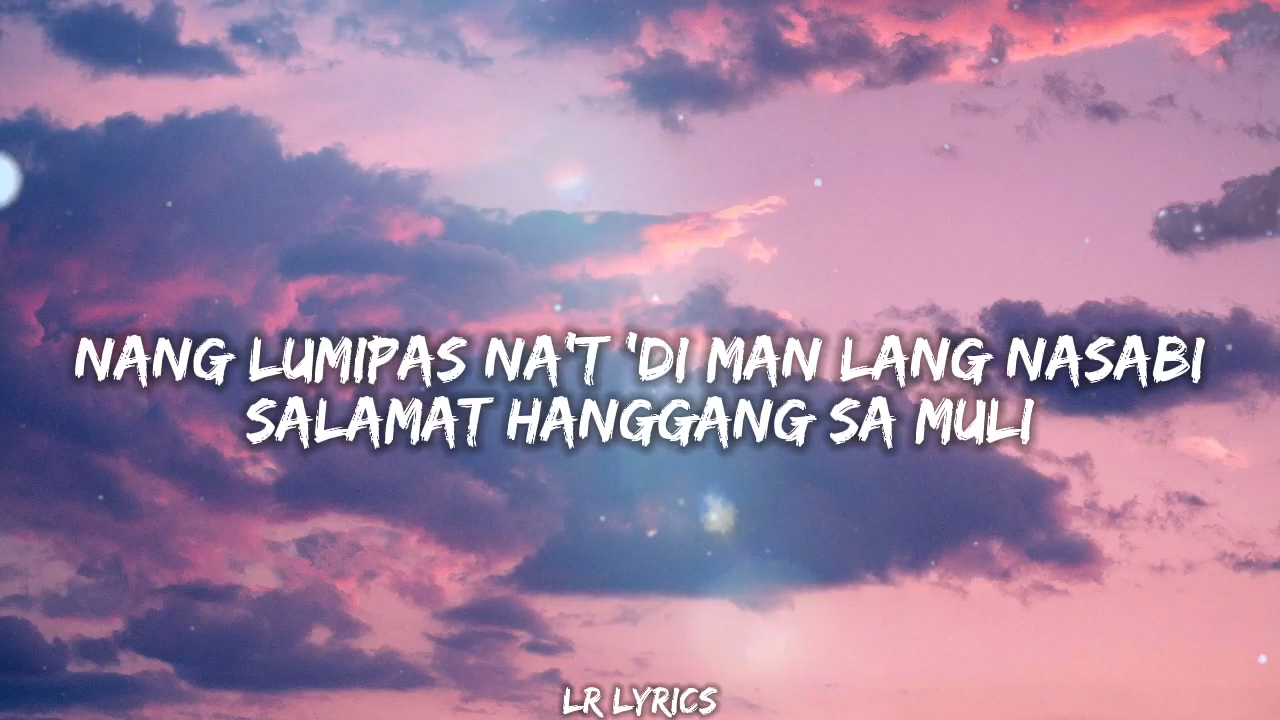 NANG LUMIPAS NA'T 'DI MAN LANG NASABI
SALAMAT HANGGANG SA MULI
LR LYRICS